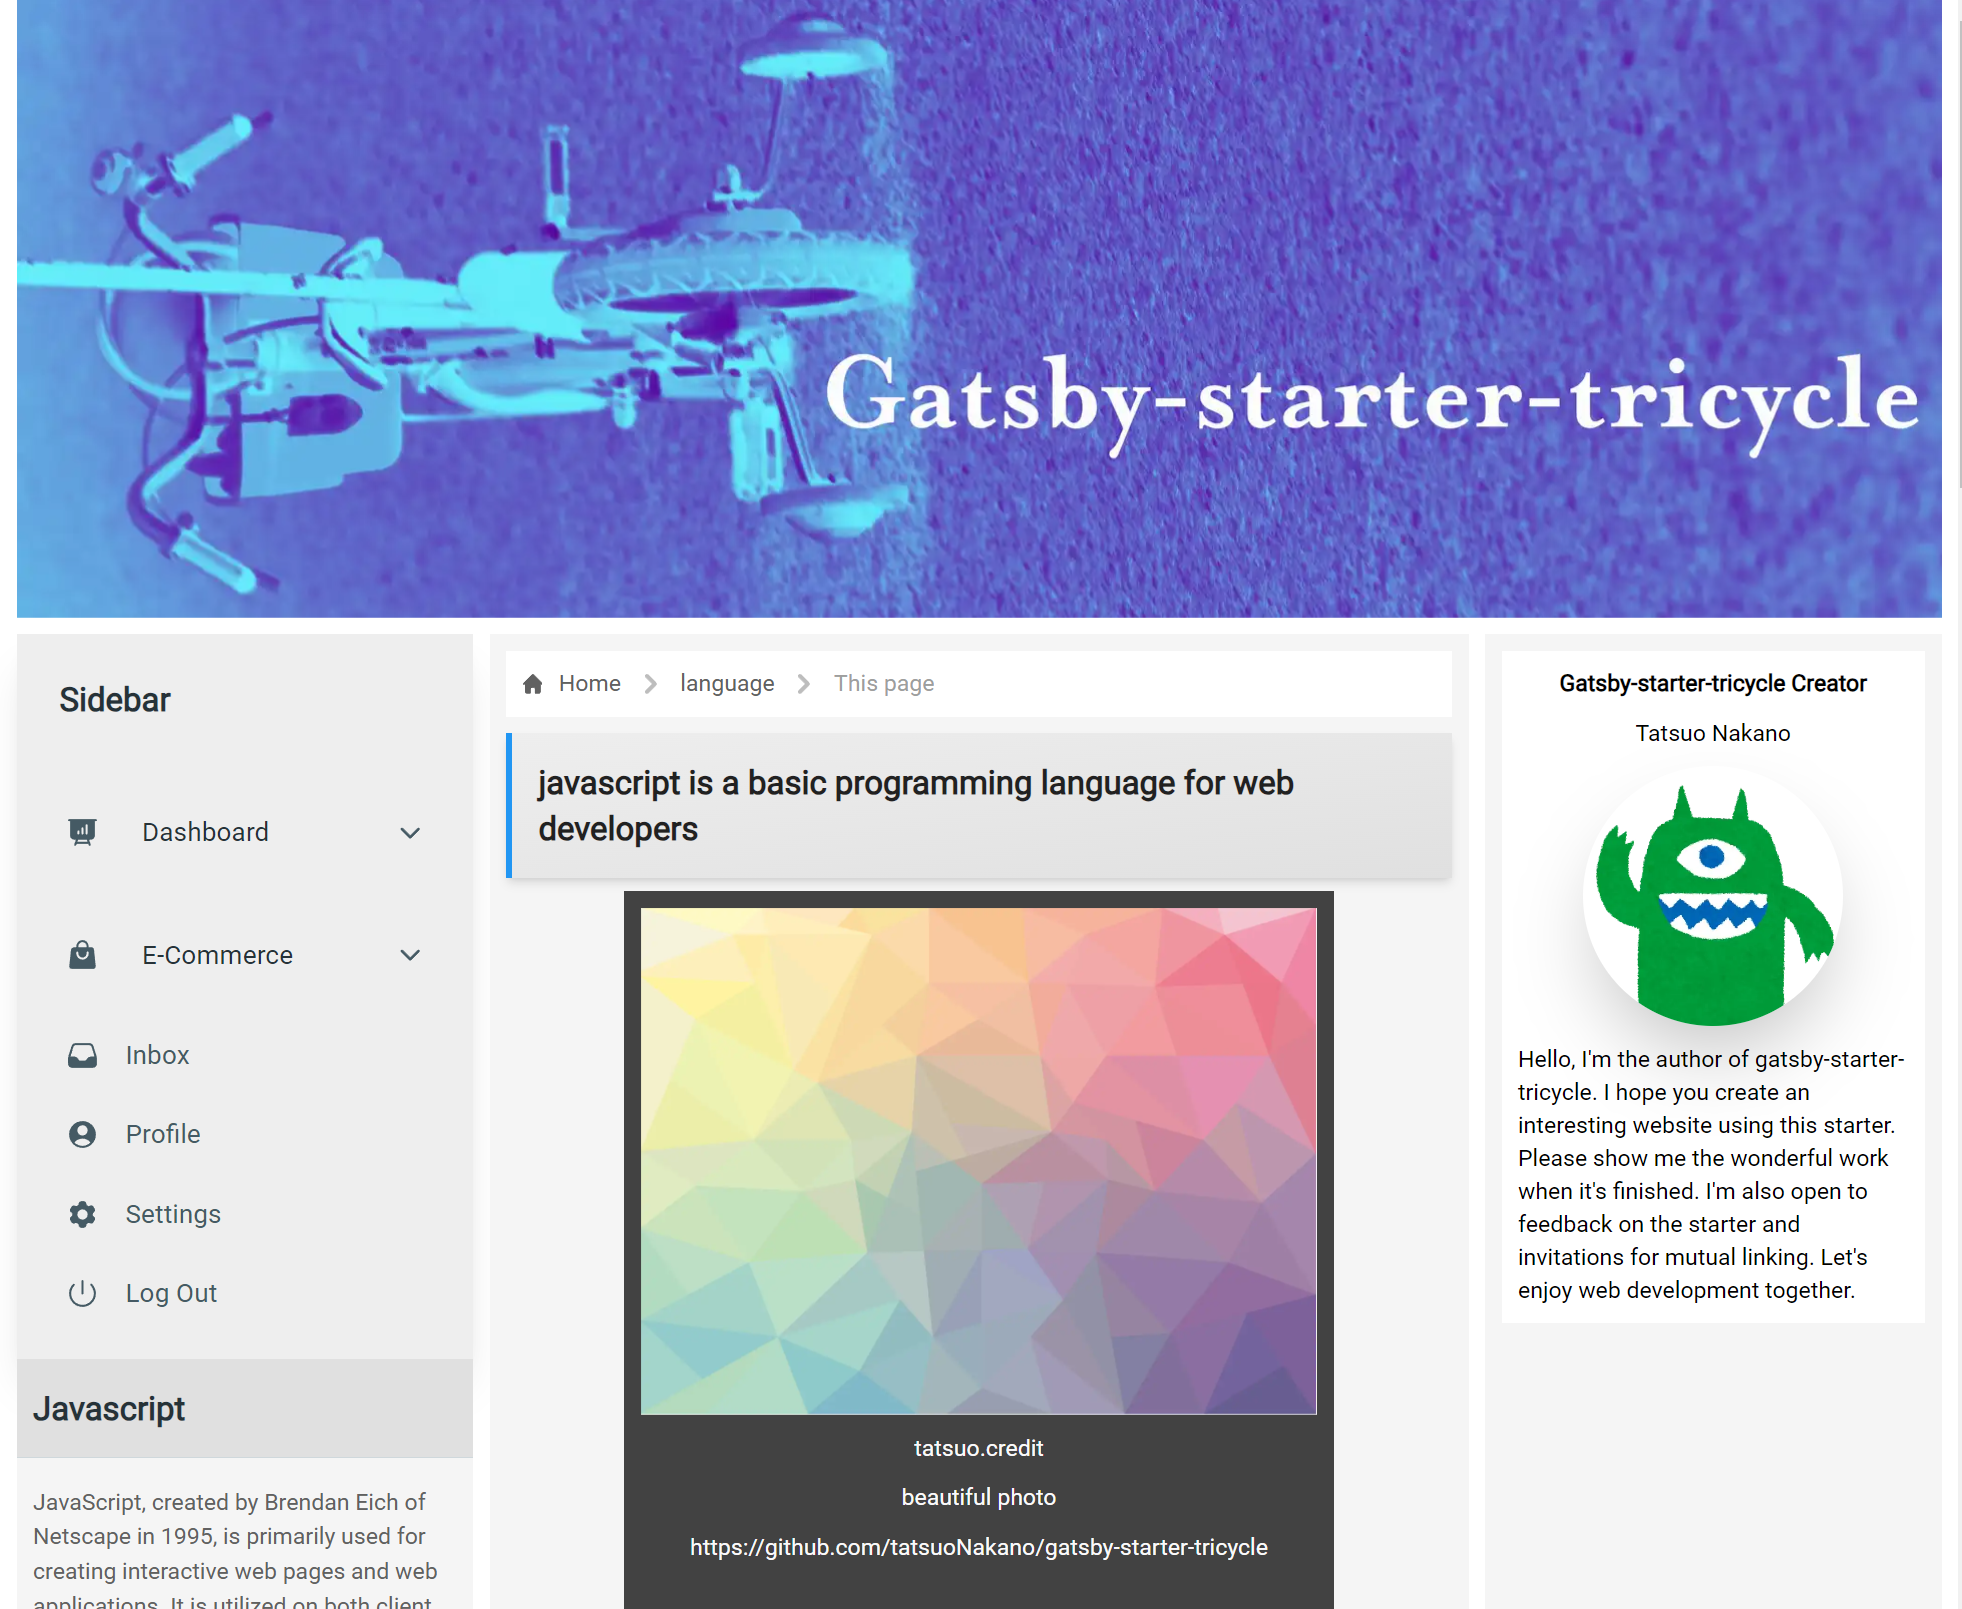 Gatsby-starter-tricycle
Sidebar
Dashboard
E-Commerce
Inbox
Profile
Settings
Log Out
Javascript
JavaScript, created by Brendan Eich of
Netscape in 1995, is primarily used for
creating interactive web pages and web
applications. It is utilized on both client
Home
language
This page
javascript is a basic programming language for web
developers
tatsuo.credit
beautiful photo
https://github.com/tatsuoNakano/gatsby-starter-tricycle
Gatsby-starter-tricycle Creator
Tatsuo Nakano
Hello, I'm the author of gatsby-starter-
tricycle. I hope you create an
interesting website using this starter.
Please show me the wonderful work
when it's finished. I'm also open to
feedback on the starter and
invitations for mutual linking. Let's
enjoy web development together.